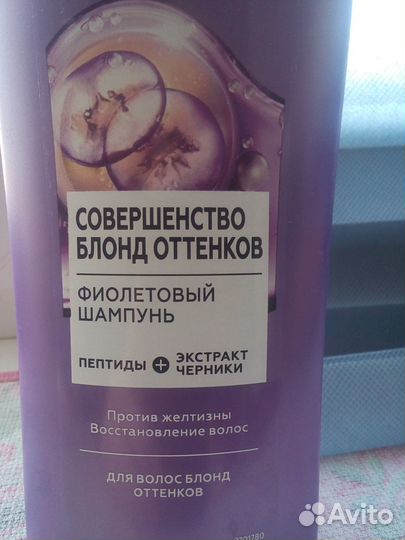 СОВЕРШЕНСТВО
БЛОНД ОТТЕНКОВ
ФИОЛЕТОВЫЙ
ШАМПУНЬ
ПЕПТИДЫ + ЭКСТРАКТ
ЧЕРНИКИ
Против желтизны
Восстановление волос
ДЛЯ ВОЛОС БЛОНД
ОТТЕНКОВ
Avito